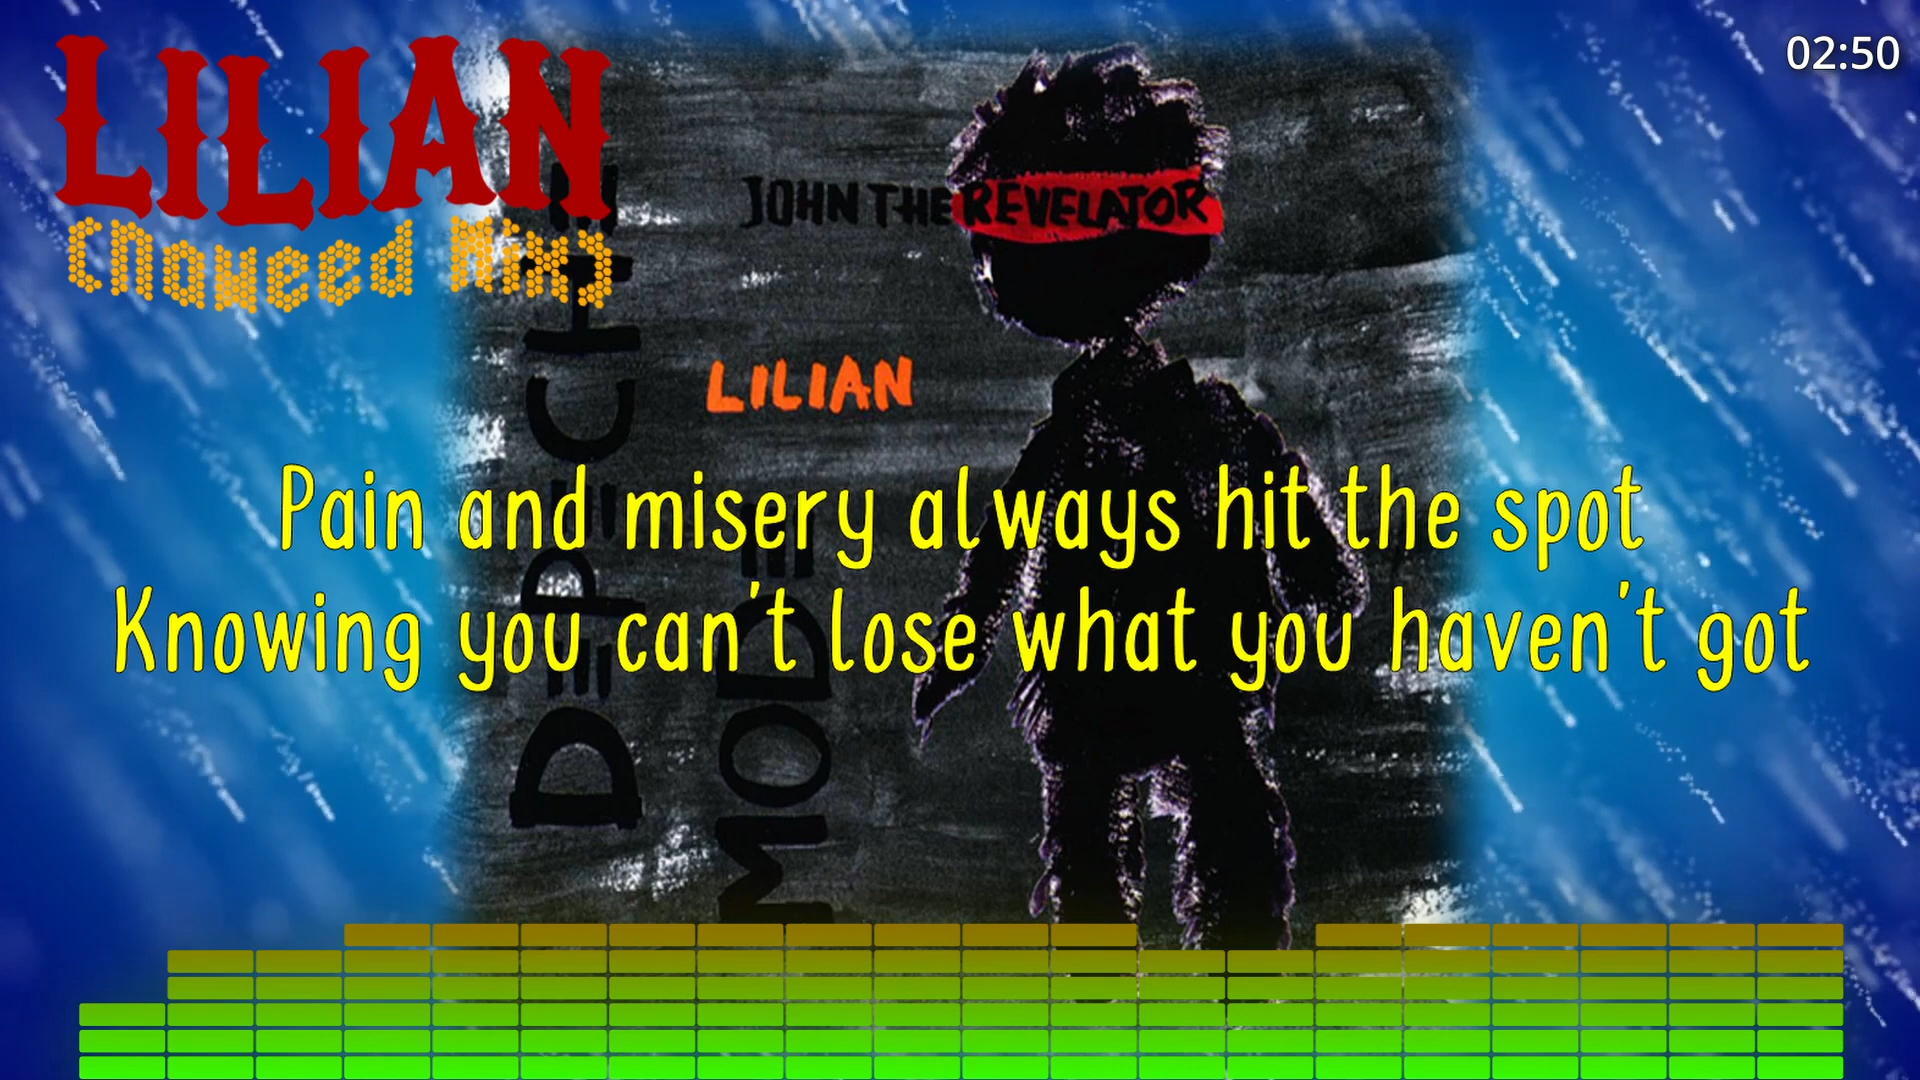 LILIAN
(Naweed Mix)
02:50
JOHN THE REVELATOR
LILIAN
DEPECHE
MODE
Pain and misery always hit the spot
Knowing you can't lose what you haven't got